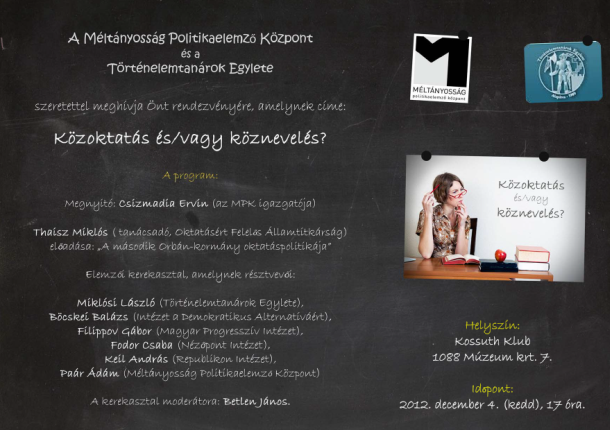 A Méltányosság Politikaelemző Központ
és a
Történelemtanárok Egylete
szeretettel meghívja Önt rendezvényére, amelynek címe:
Közoktatás és/vagy köznevelés?
A program:
Megnyitó: Csizmadia Ervin (az MPK igazgatója)
Thaisz Miklós (tanácsadó, Oktatásért Felelős Államtitkárság)
előadása: „A második Orbán-kormány oktatáspolitikája”
Elemzői kerekasztal, amelynek résztvevői:
Miklósi László (Történelemtanárok Egylete),
Böcskei Balázs (Intézet a Demokratikus Alternatíváért),
Filippov Gábor (Magyar Progresszív Intézet),
Fodor Csaba (Nézőpont Intézet),
Keil András (Republikon Intézet),
Paár Ádám (Méltányosság Politikaelemző Központ)
A kerekasztal moderátora: Betlen János.
MÉLTÁNYOSSÁG
politikaelemző központ
Történelemtanárok Egylete
Közoktatás
és/vagy
köznevelés?
Helyszín:
Kossuth Klub
1088 Múzeum krt. 7.
Időpont:
2012. december 4. (kedd), 17 óra.